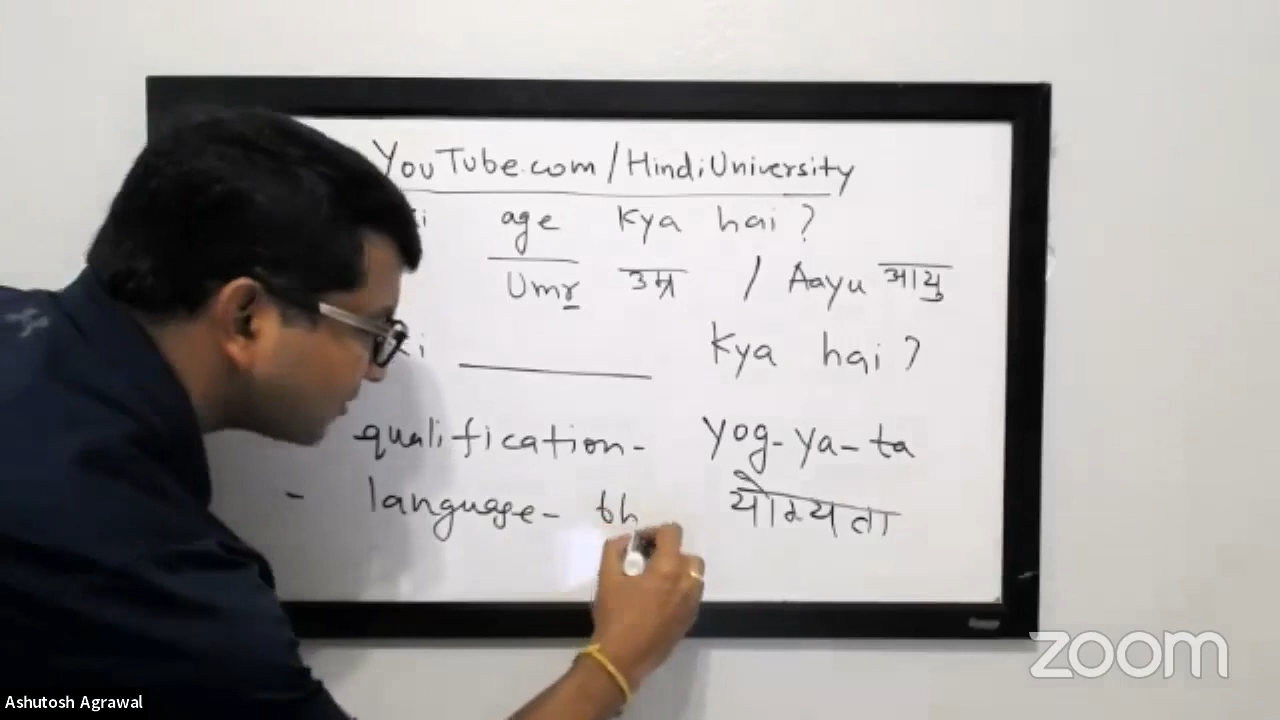 YouTube.com/HindiUniversity
age Kya hai ?
Umr उम्र / Aayu आयु
Kya hai ?
qualification - yog-ya-ta
- language - bh योग्यता
zoom
Ashutosh Agrawal